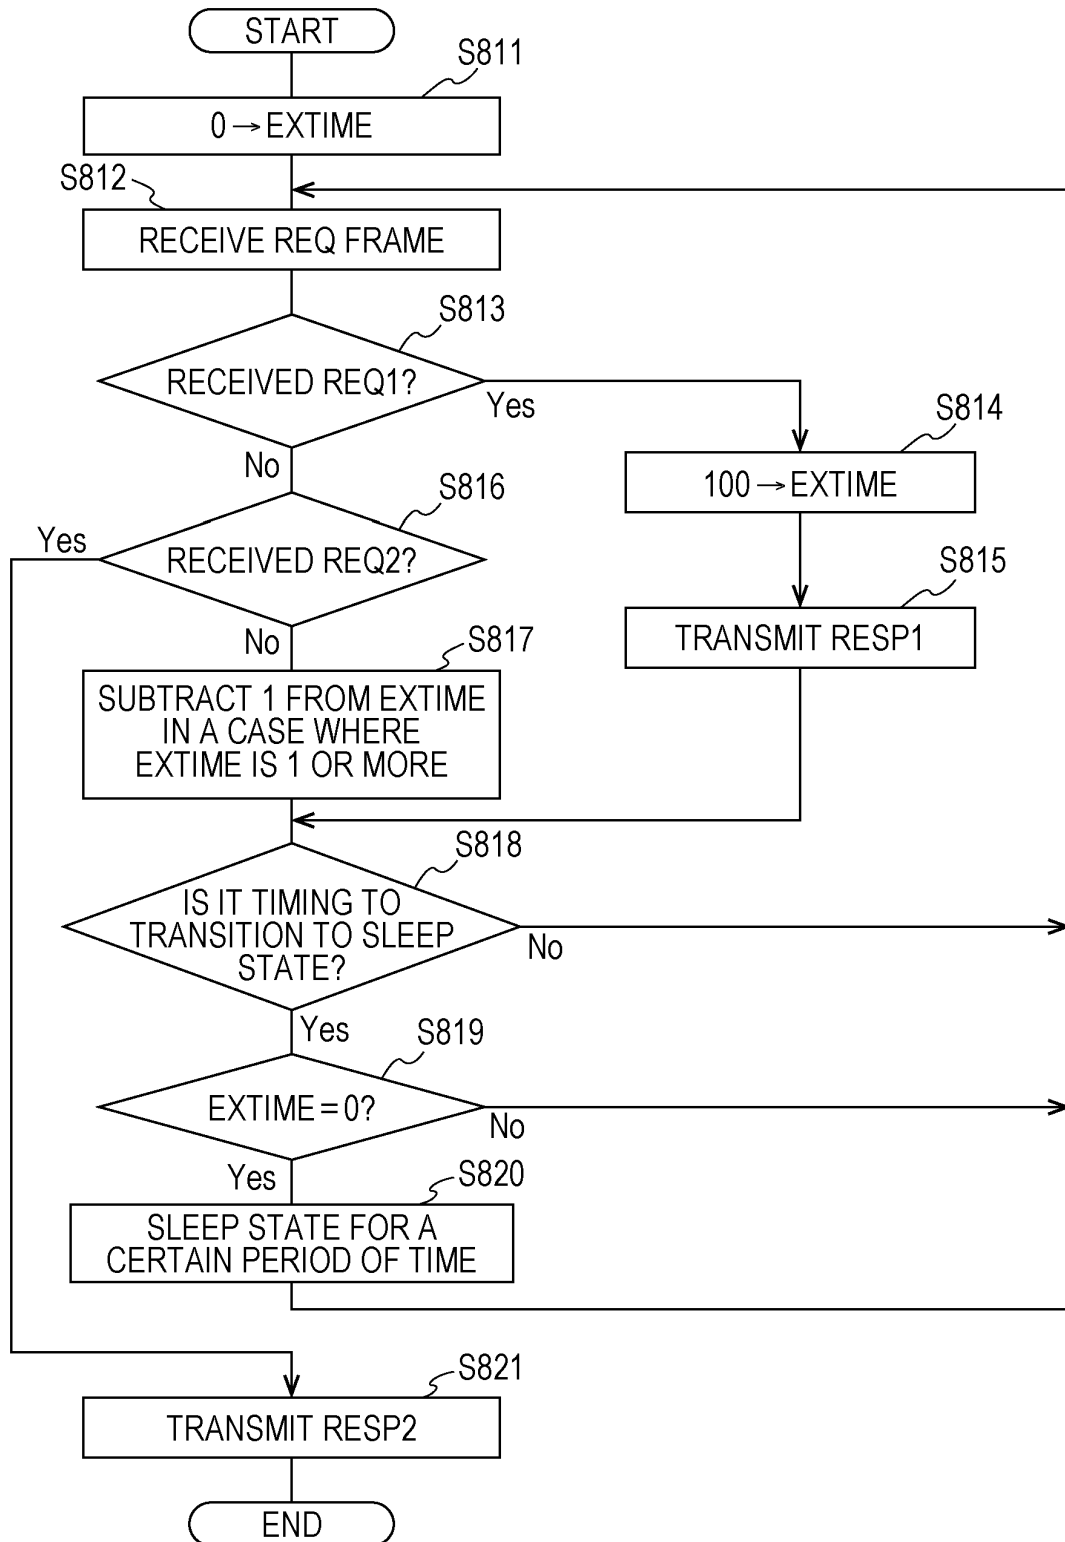 START
S811
0→EXTIME
S812
RECEIVE REQ FRAME
S813
RECEIVED REQ1?
Yes
No
S814
100→EXTIME
S815
TRANSMIT RESP1
S816
Yes
RECEIVED REQ2?
No
S817
SUBTRACT 1 FROM EXTIME
IN A CASE WHERE
EXTIME IS 1 OR MORE
S818
IS IT TIMING TO
TRANSITION TO SLEEP
STATE?
No
Yes
S819
EXTIME=0?
No
Yes
S820
SLEEP STATE FOR A
CERTAIN PERIOD OF TIME
S821
TRANSMIT RESP2
END